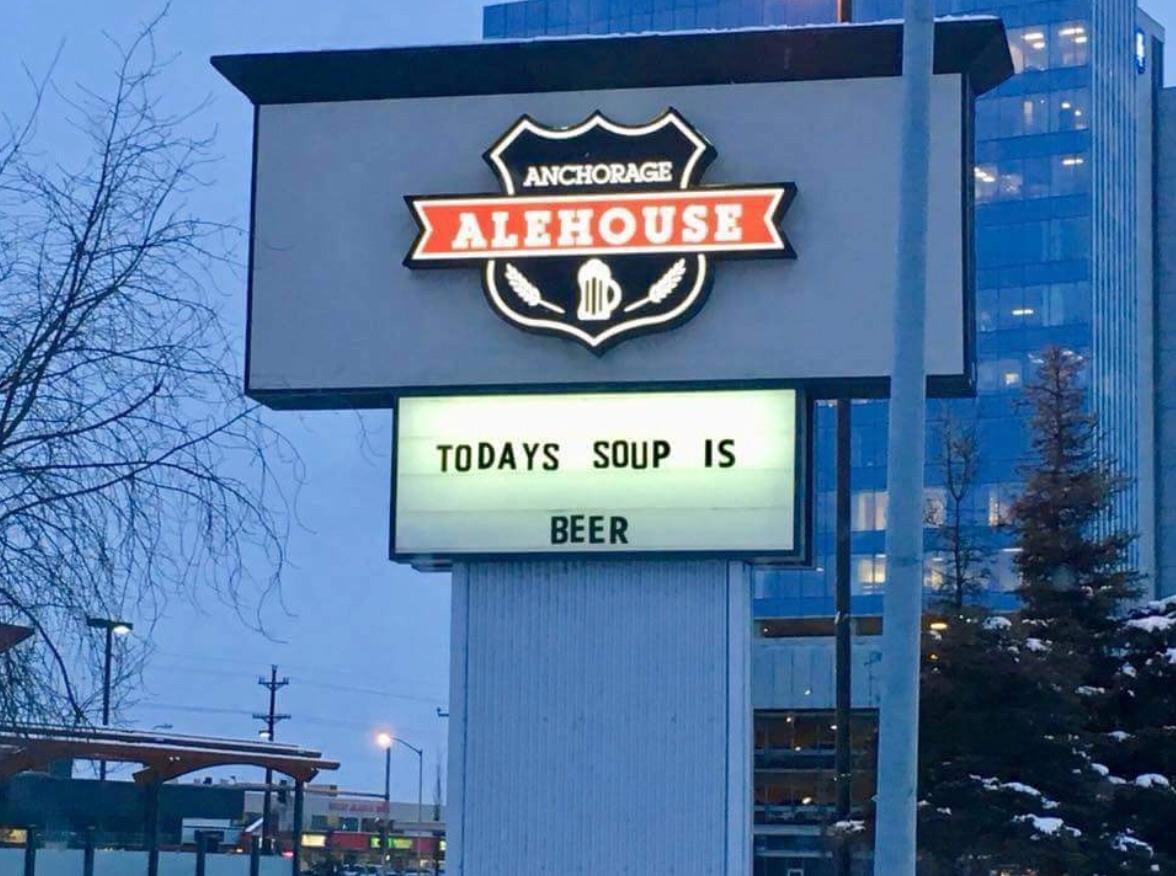 ANCHORAGE
ALEHOUSE
TODAYS SOUP IS
BEER